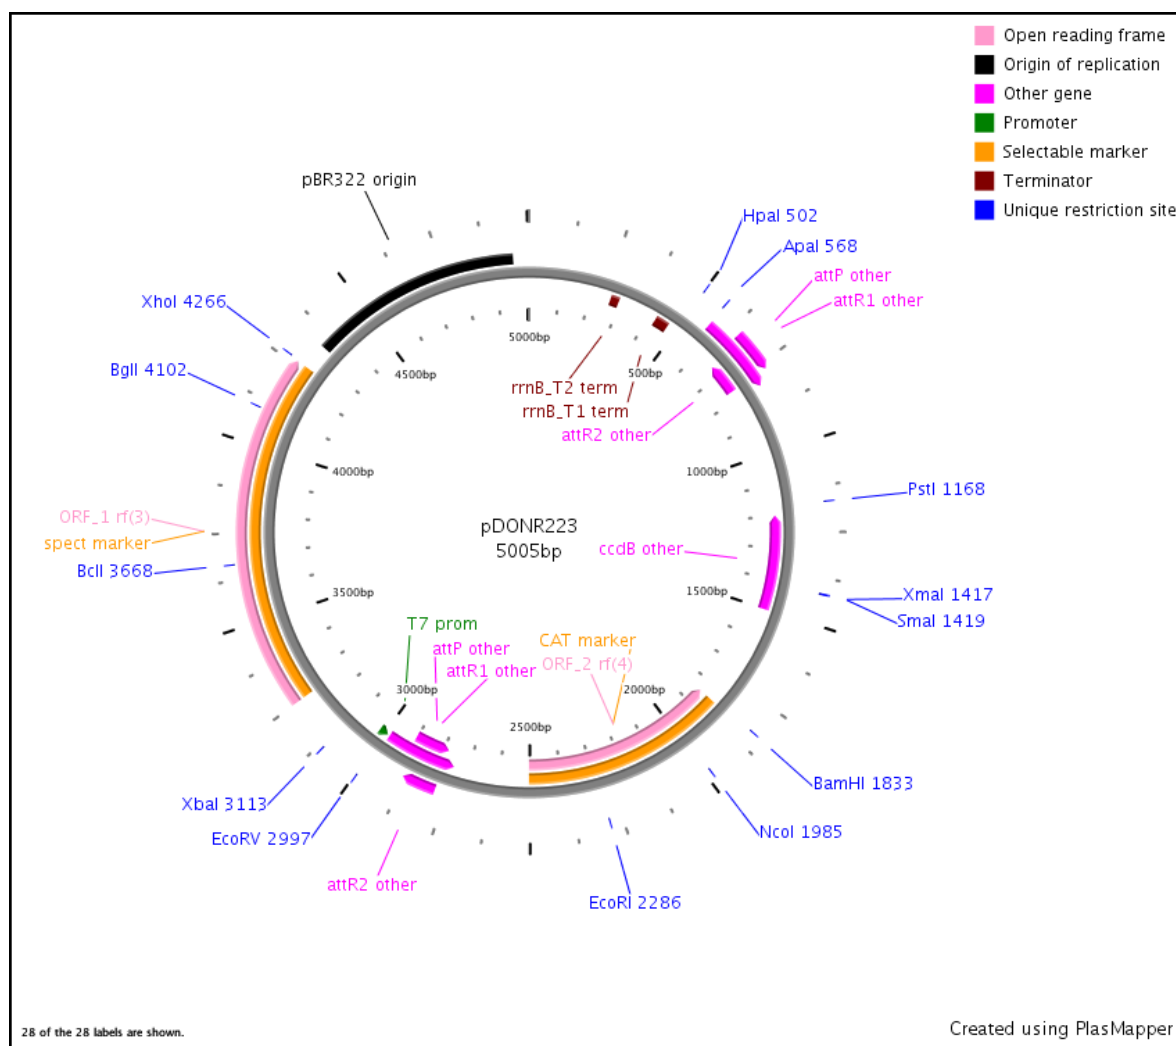 Open reading frame
Origin of replication
Other gene
Promoter
Selectable marker
Terminator
Unique restriction site
pBR322 origin
HpaI 502
ApaI 568
attP other
attR1 other
XhoI 4266
BglI 4102
5000bp
4500bp
500bp
rrnB_T2 term
rrnB_T1 term
attR2 other
4000bp
1000bp
PstI 1168
ORF_1 rf(3)
spect marker
BclI 3668
pDONR223
5005bp
ccdB other
3500bp
1500bp
XmaI 1417
SmaI 1419
T7 prom
attP other
attR1 other
CAT marker
ORF_2 rf(4)
3000bp
2000bp
2500bp
XbaI 3113
EcoRV 2997
BamHI 1833
NcoI 1985
attR2 other
EcoRI 2286
28 of the 28 labels are shown.
Created using PlasMapper